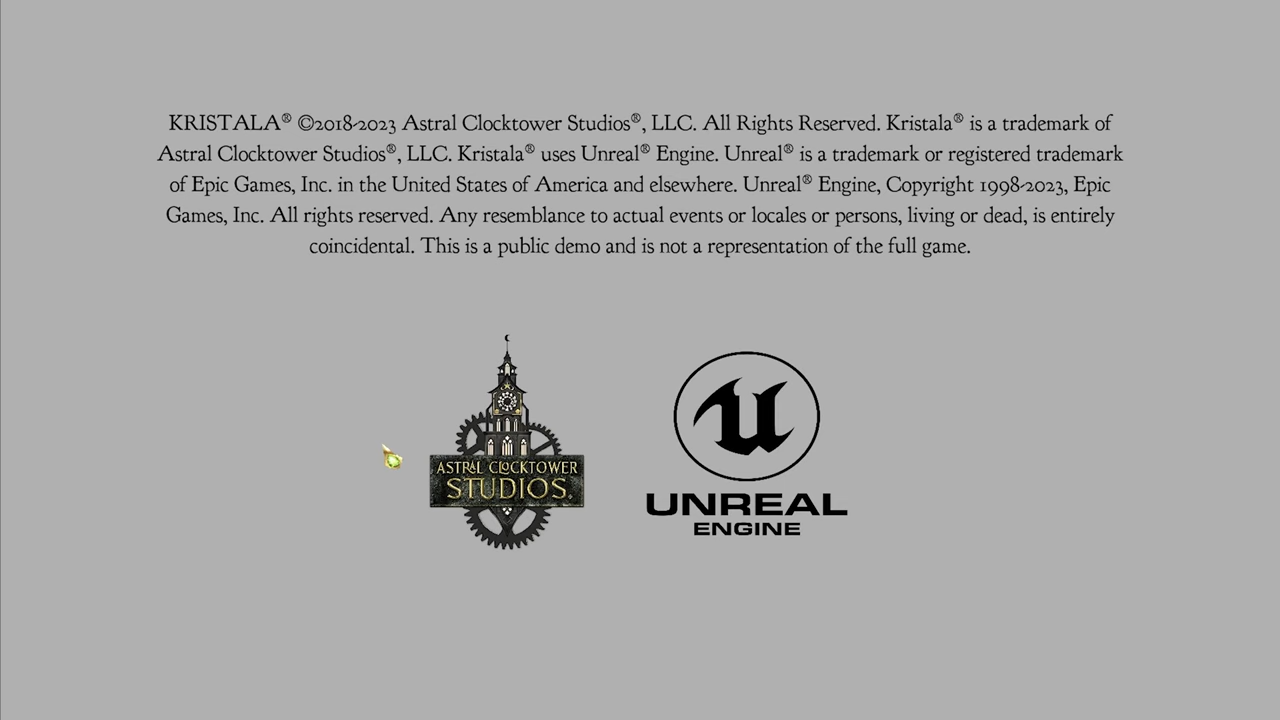 KRISTALA® ©2018-2023 Astral Clocktower Studios®, LLC. All Rights Reserved. Kristala® is a trademark of
Astral Clocktower Studios®, LLC. Kristala® uses Unreal® Engine. Unreal® is a trademark or registered trademark
of Epic Games, Inc. in the United States of America and elsewhere. Unreal® Engine, Copyright 1998-2023, Epic
Games, Inc. All rights reserved. Any resemblance to actual events or locales or persons, living or dead, is entirely
coincidental. This is a public demo and is not a representation of the full game.
ASTRAL CLOCKTOWER
STUDIOS®
UNREAL
ENGINE